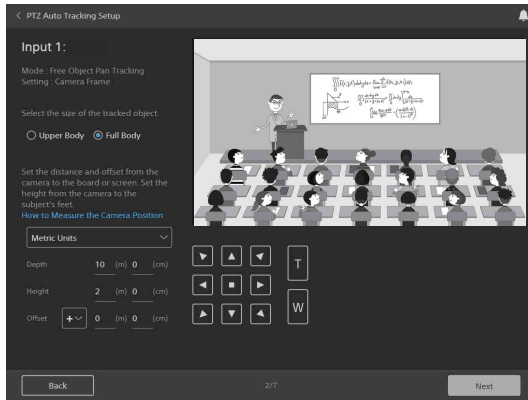 PTZ Auto Tracking Setup
Input 1:
Mode : Free Object Pan Tracking
Setting : Camera Frame
Select the size of the tracked object.
Upper Body Full Body
Set the distance and offset from the
camera to the board or screen. Set the
height from the camera to the
subject's feet.
How to Measure the Camera Position
Metric Units
Depth 10 (m) 0 (cm)
Height 2 (m) 0 (cm)
Offset + 0 (m) 0 (cm)
T
W
Back 2/7 Next